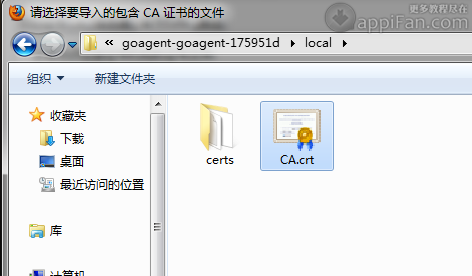 请选择要导入的包含 CA 证书的文件
更多教程尽在
appiFan.com
goagent-goagent-175951d
local
组织
新建文件夹
收藏夹
下载
桌面
最近访问的位置
库
计算机
certs
CA.crt